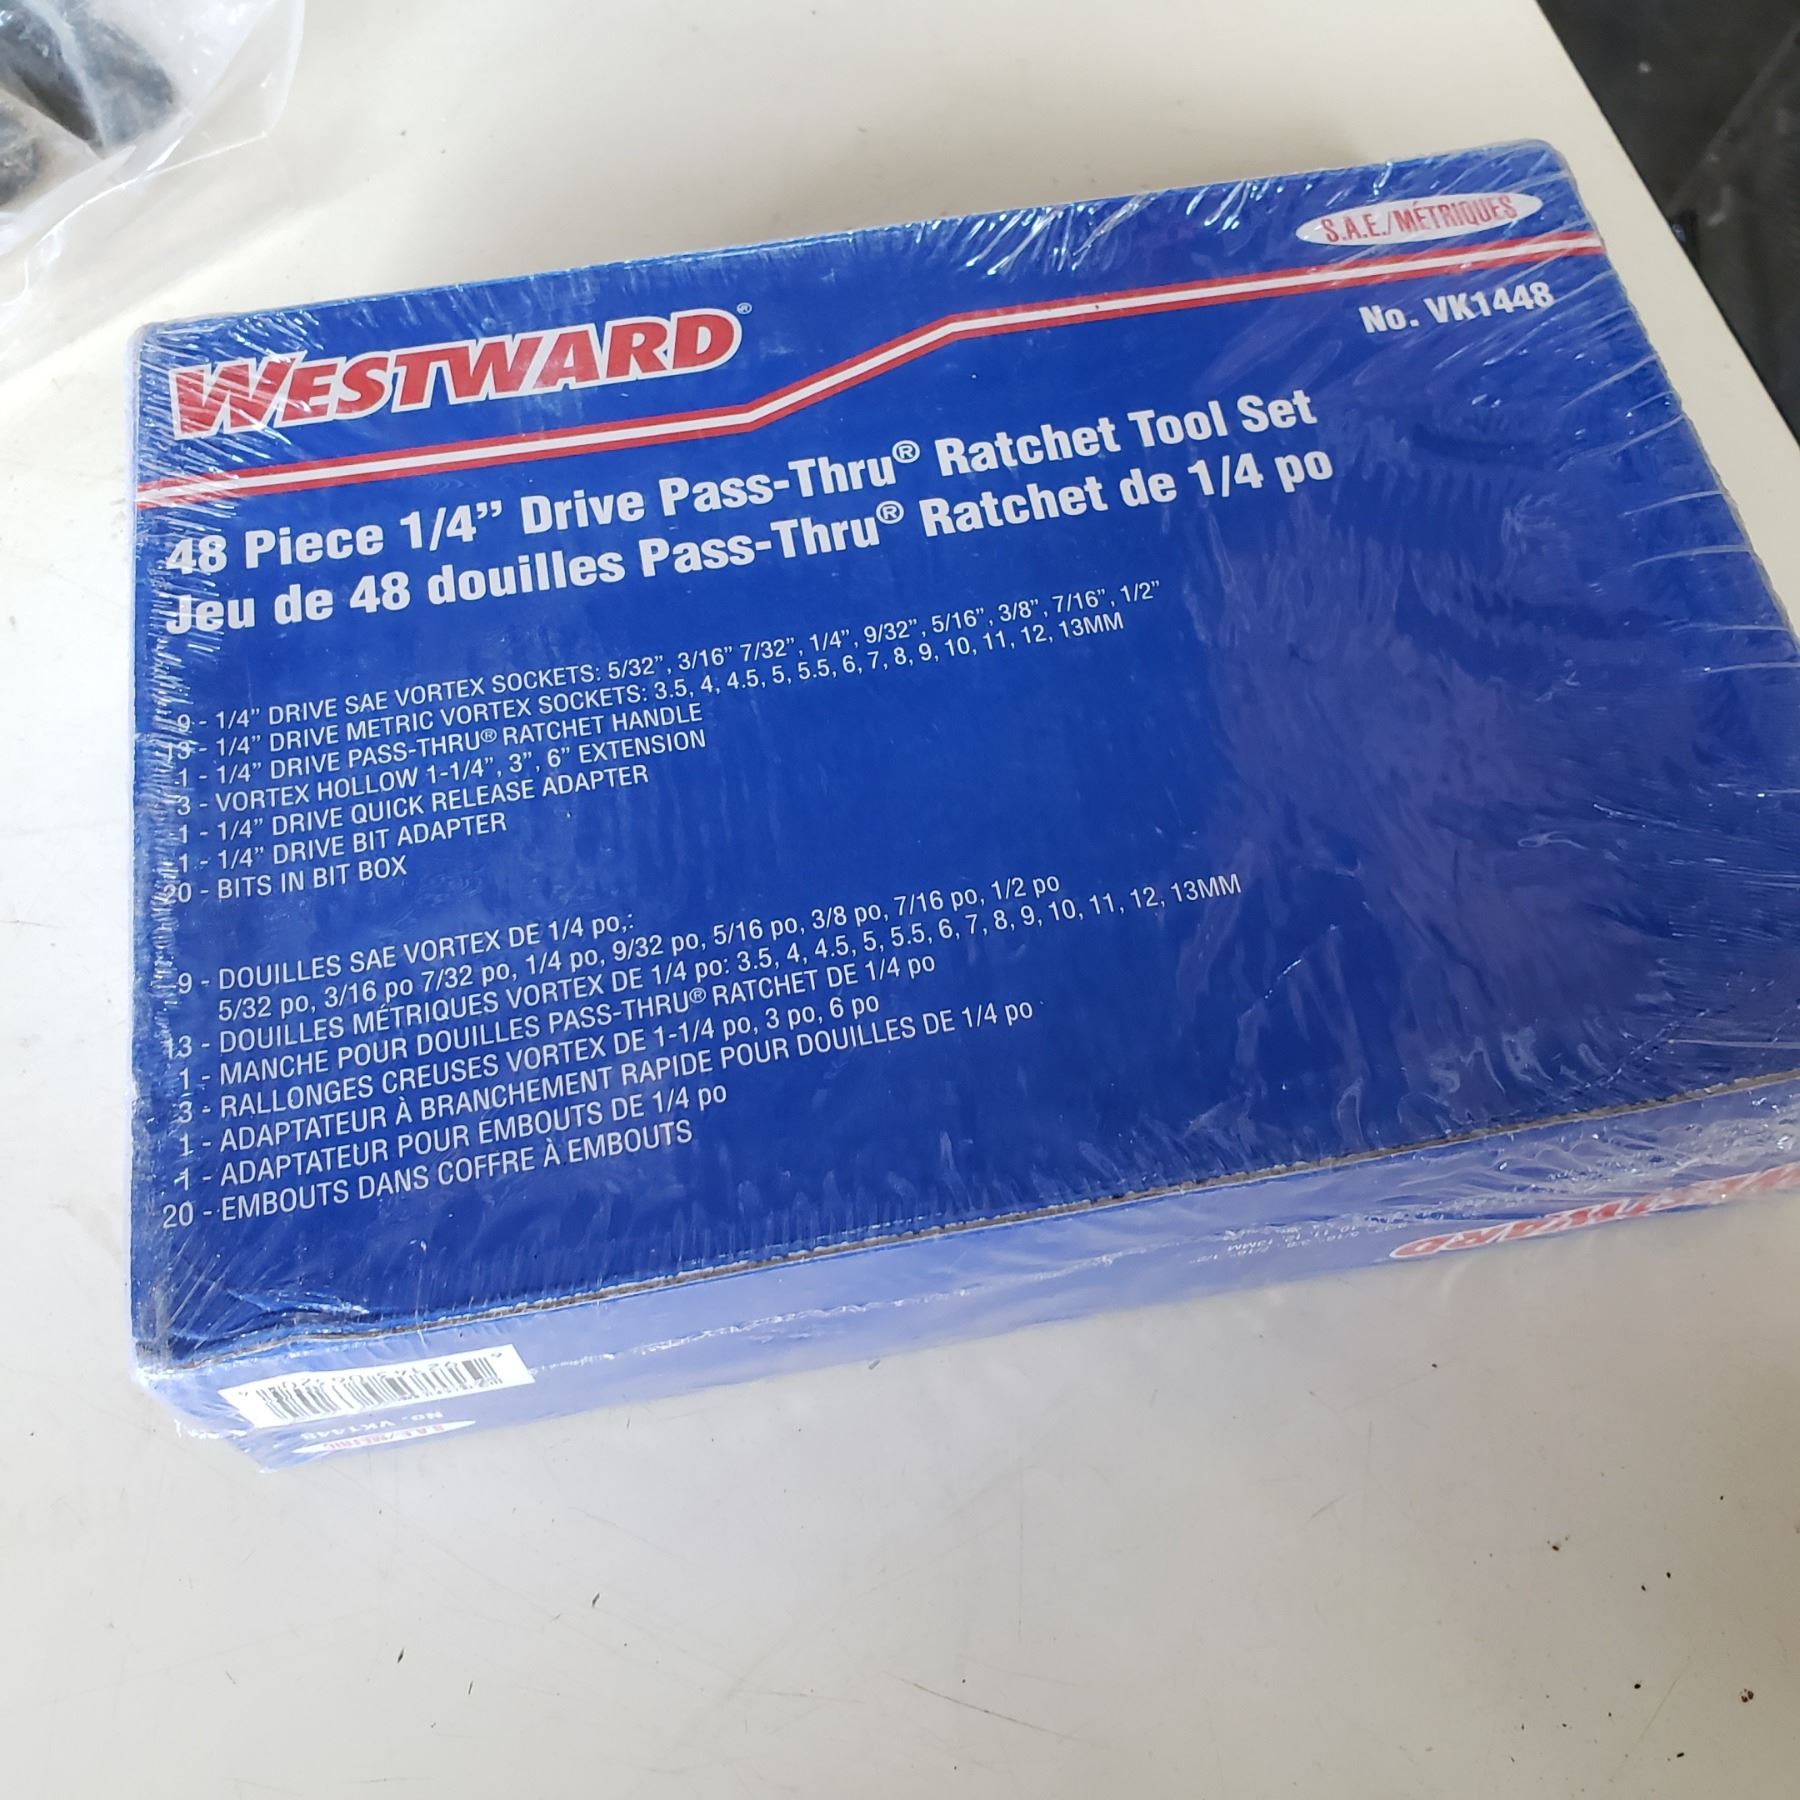 S.A.E./MÉTRIQUES
WESTWARD®
No. VK1448
48 Piece 1/4” Drive Pass-Thru® Ratchet Tool Set
Jeu de 48 douilles Pass-Thru® Ratchet de 1/4 po
9 - 1/4” DRIVE SAE VORTEX SOCKETS: 5/32”, 3/16” 7/32”, 1/4”, 9/32”, 5/16”, 3/8”, 7/16”, 1/2”
13 - 1/4” DRIVE METRIC VORTEX SOCKETS: 3.5, 4, 4.5, 5, 5.5, 6, 7, 8, 9, 10, 11, 12, 13MM
1 - 1/4” DRIVE PASS-THRU® RATCHET HANDLE
3 - VORTEX HOLLOW 1-1/4”, 3”, 6” EXTENSION
1 - 1/4” DRIVE QUICK RELEASE ADAPTER
1 - 1/4” DRIVE BIT ADAPTER
20 - BITS IN BIT BOX
9 - DOUILLES SAE VORTEX DE 1/4 po,:
5/32 po, 3/16 po 7/32 po, 1/4 po, 9/32 po, 5/16 po, 3/8 po, 7/16 po, 1/2 po
13 - DOUILLES MÉTRIQUES VORTEX DE 1/4 po: 3.5, 4, 4.5, 5, 5.5, 6, 7, 8, 9, 10, 11, 12, 13MM
1 - MANCHE POUR DOUILLES PASS-THRU® RATCHET DE 1/4 po
3 - RALLONGES CREUSES VORTEX DE 1-1/4 po, 3 po, 6 po
1 - ADAPTATEUR À BRANCHEMENT RAPIDE POUR DOUILLES DE 1/4 po
1 - ADAPTATEUR POUR EMBOUTS DE 1/4 po
20 - EMBOUTS DANS COFFRE À EMBOUTS
WESTWARD
No. VK1448
S.A.E./METRIC